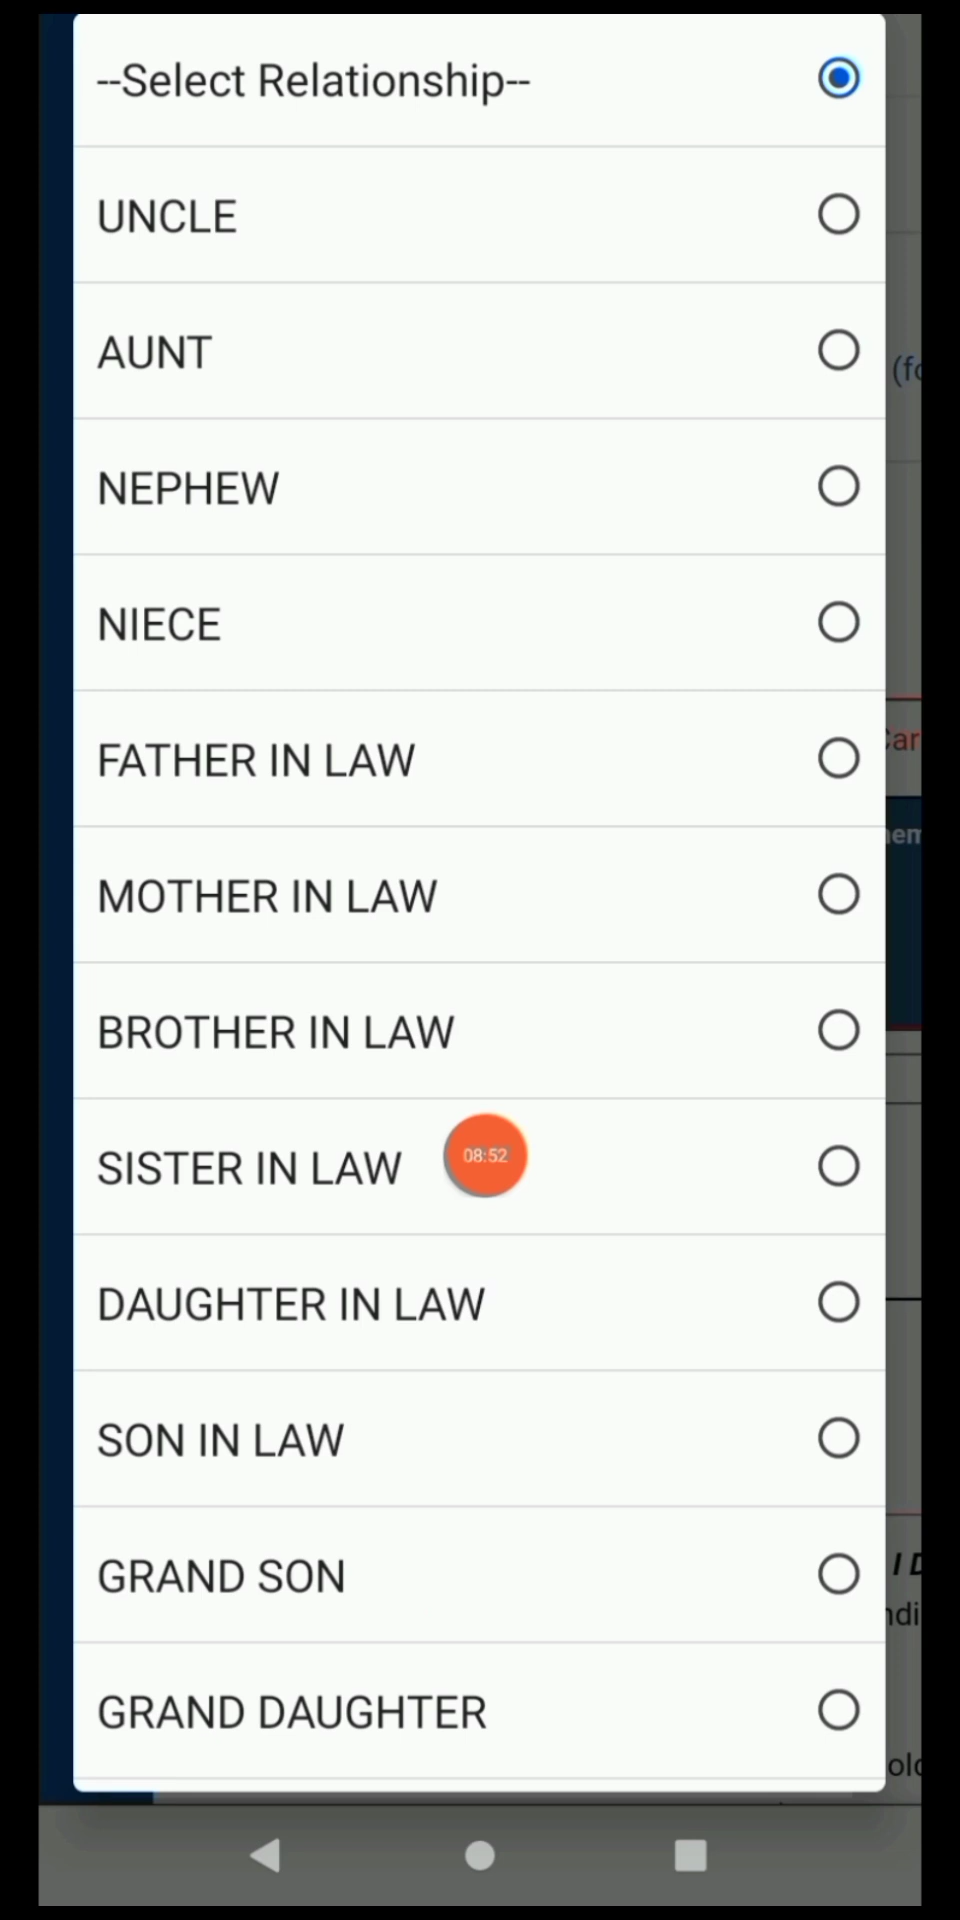 --Select Relationship--
UNCLE
AUNT
(fo
NEPHEW
NIECE
FATHER IN LAW
MOTHER IN LAW
BROTHER IN LAW
SISTER IN LAW
08:52
DAUGHTER IN LAW
SON IN LAW
GRAND SON
GRAND DAUGHTER